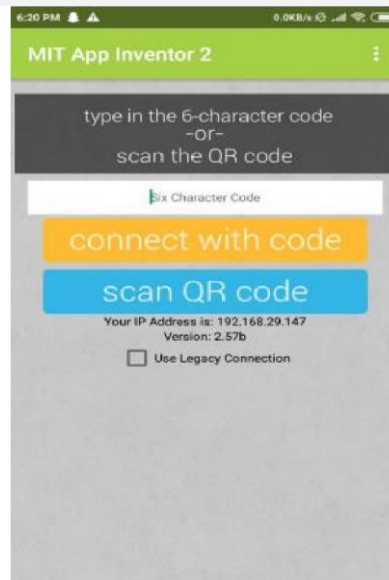 6:20 PM 0.0KB/s
MIT App Inventor 2
type in the 6-character code
-or-
scan the QR code
Six Character Code
connect with code
scan QR code
Your IP Address is: 192.168.29.147
Version: 2.57b
Use Legacy Connection